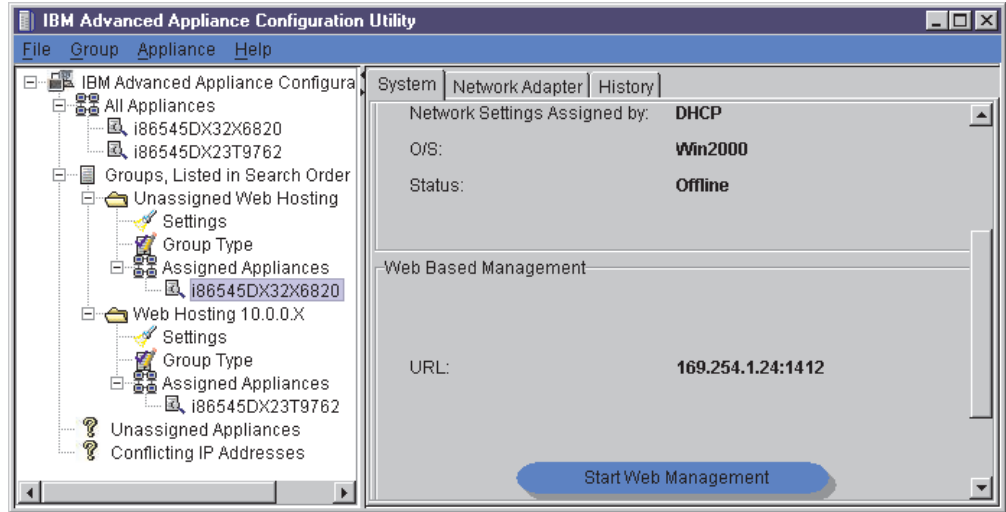 IBM Advanced Appliance Configuration Utility
File Group Appliance Help
IBM Advanced Appliance Configura
All Appliances
i86545DX32X6820
i86545DX23T9762
Groups, Listed in Search Order
Unassigned Web Hosting
Settings
Group Type
Assigned Appliances
i86545DX32X6820
Web Hosting 10.0.0.X
Settings
Group Type
Assigned Appliances
i86545DX23T9762
Unassigned Appliances
Conflicting IP Addresses
System Network Adapter History
Network Settings Assigned by: DHCP
O/S: Win2000
Status: Offline
Web Based Management
URL: 169.254.1.24:1412
Start Web Management